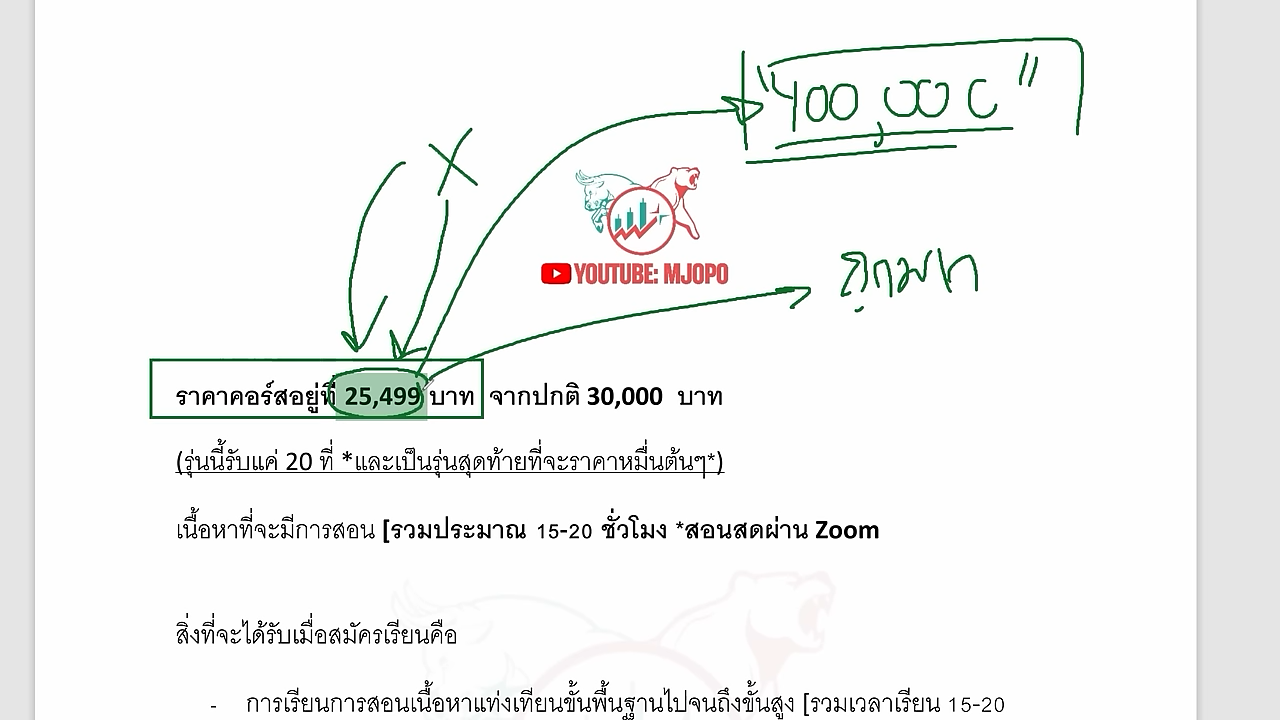 "400,000"
YOUTUBE: MJOPO
ถูกมาก
ราคาคอร์สอยู่ที่ 25,499 บาท จากปกติ 30,000 บาท
(รุ่นนี้รับแค่ 20 ที่ *และเป็นรุ่นสุดท้ายที่จะราคาหมื่นต้นๆ*)
เนื้อหาที่จะมีการสอน [รวมประมาณ 15-20 ชั่วโมง *สอนสดผ่าน Zoom
สิ่งที่จะได้รับเมื่อสมัครเรียนคือ
- การเรียนการสอนเนื้อหาแท่งเทียนขั้นพื้นฐานไปจนถึงขั้นสูง [รวมเวลาเรียน 15-20